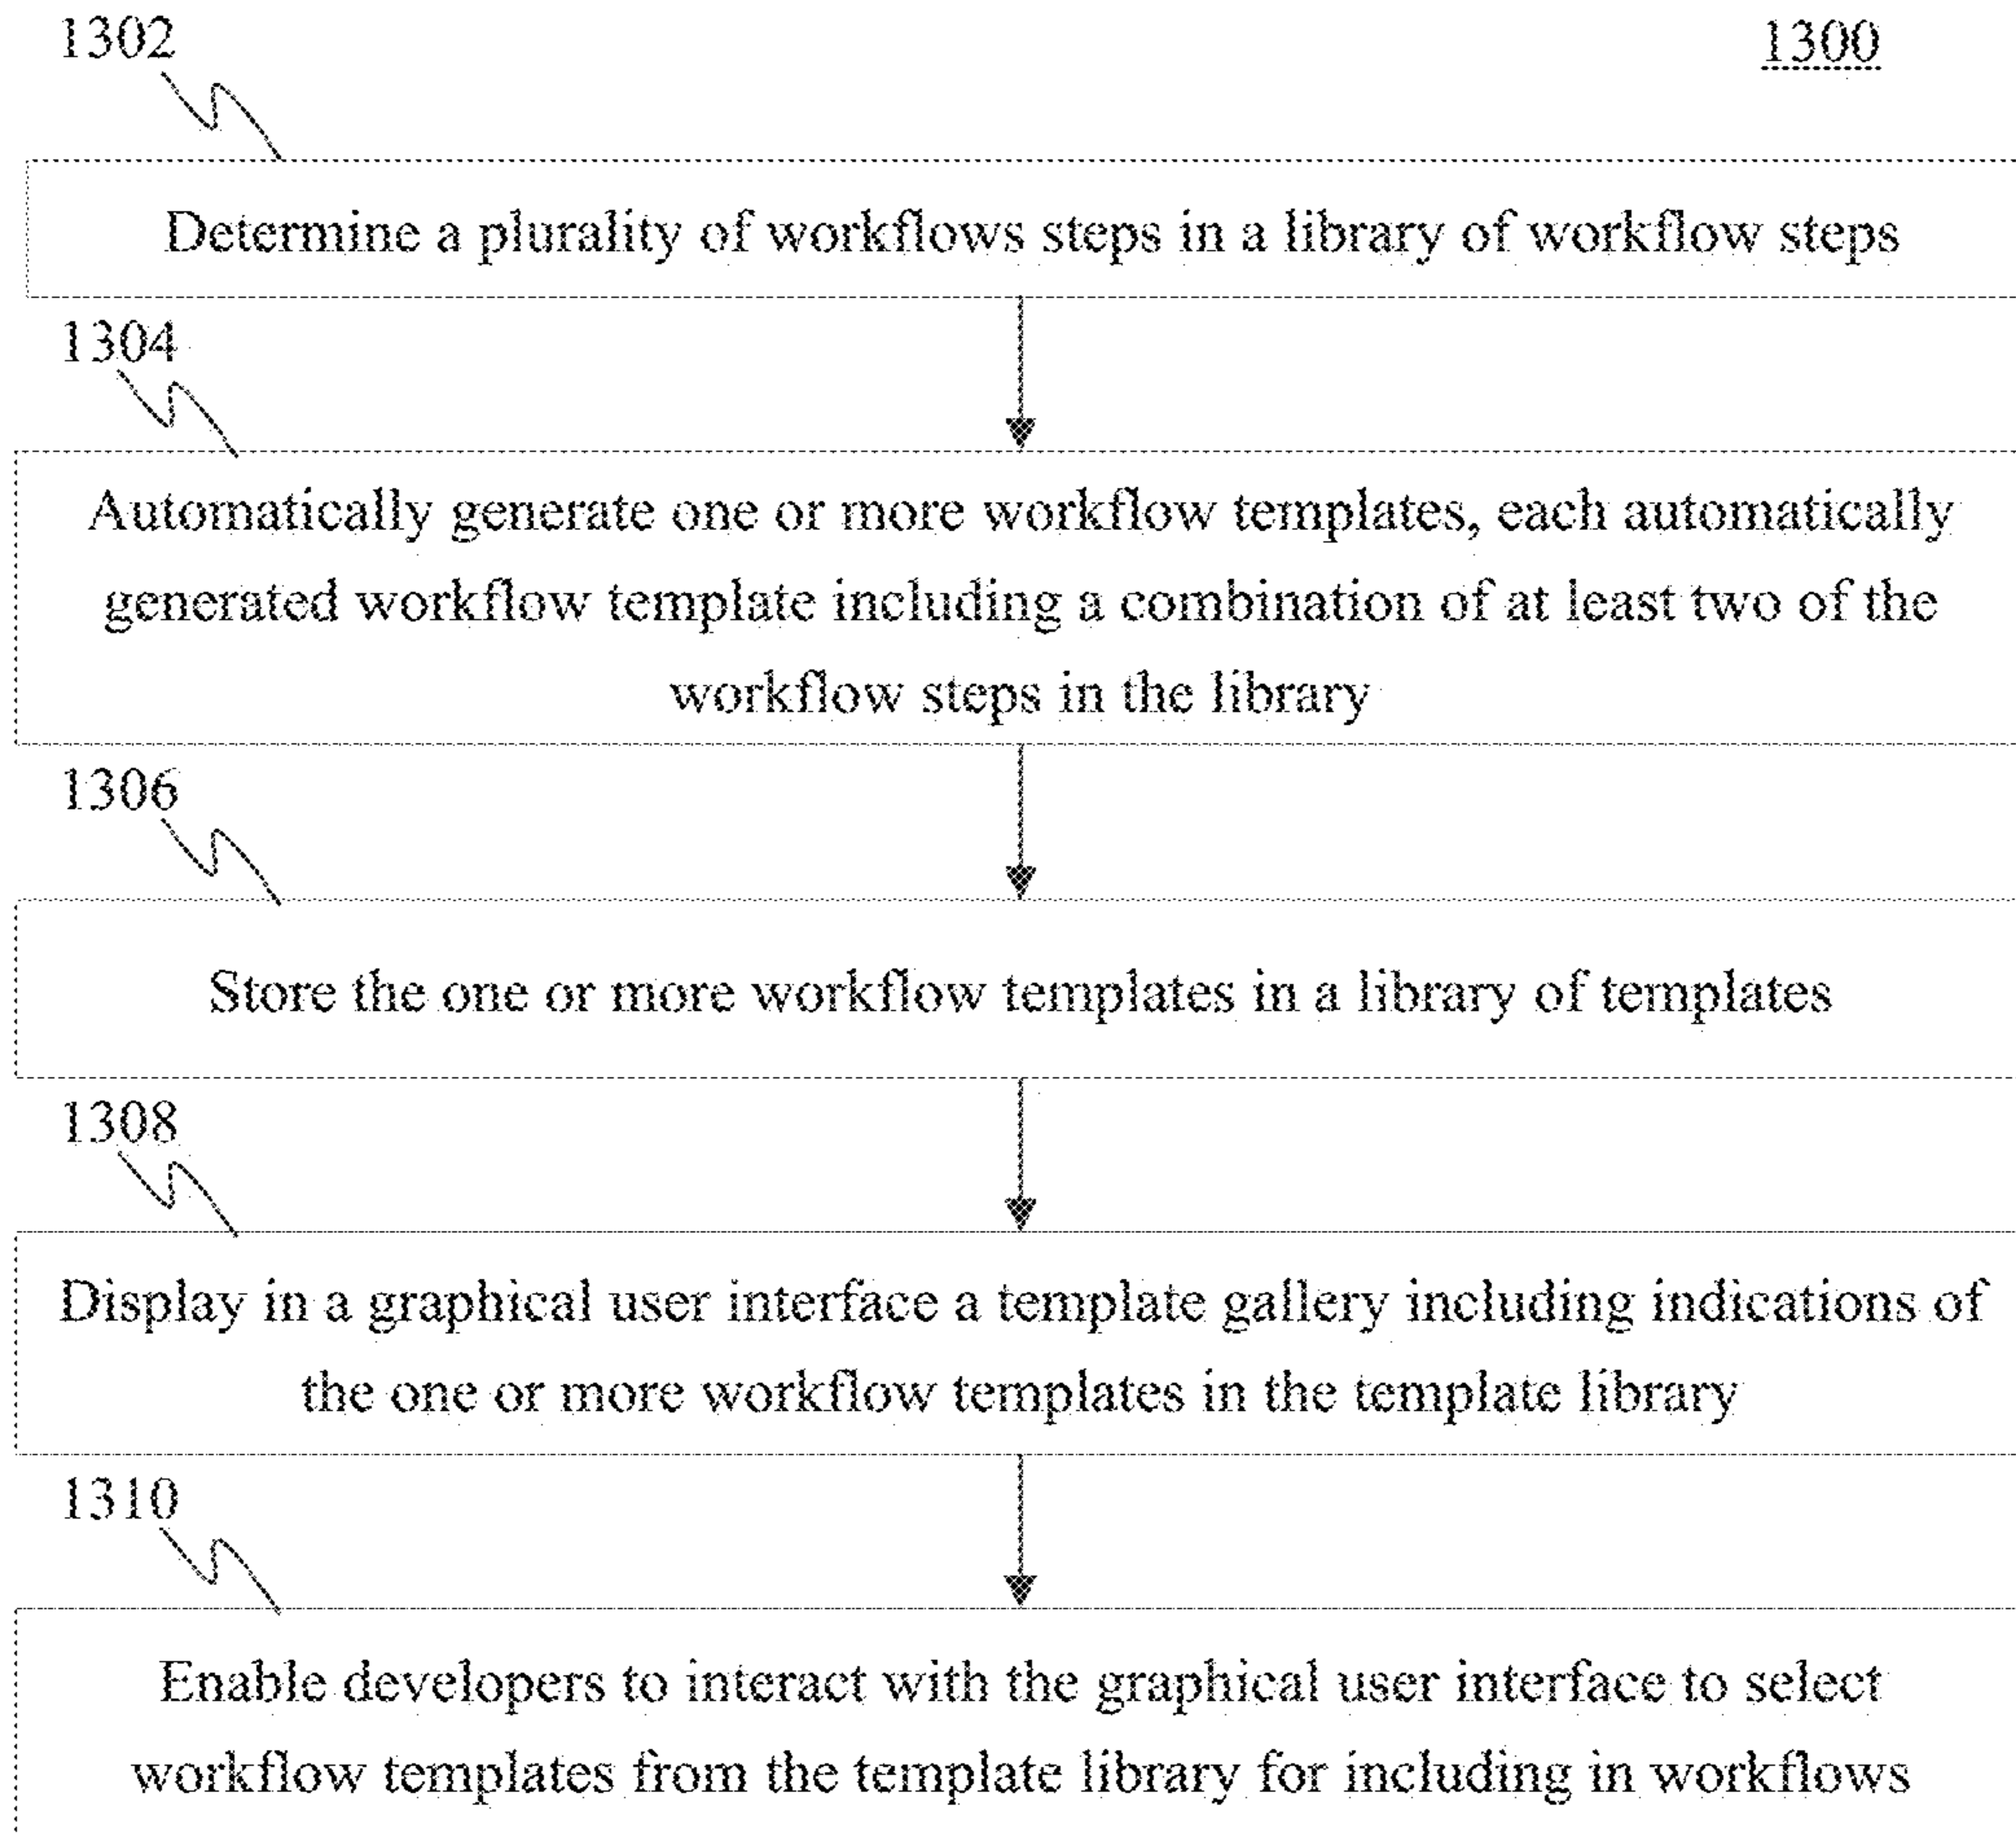 1302
1300
Determine a plurality of workflows steps in a library of workflow steps
1304
Automatically generate one or more workflow templates, each automatically
generated workflow template including a combination of at least two of the
workflow steps in the library
1306
Store the one or more workflow templates in a library of templates
1308
Display in a graphical user interface a template gallery including indications of
the one or more workflow templates in the template library
1310
Enable developers to interact with the graphical user interface to select
workflow templates from the template library for including in workflows